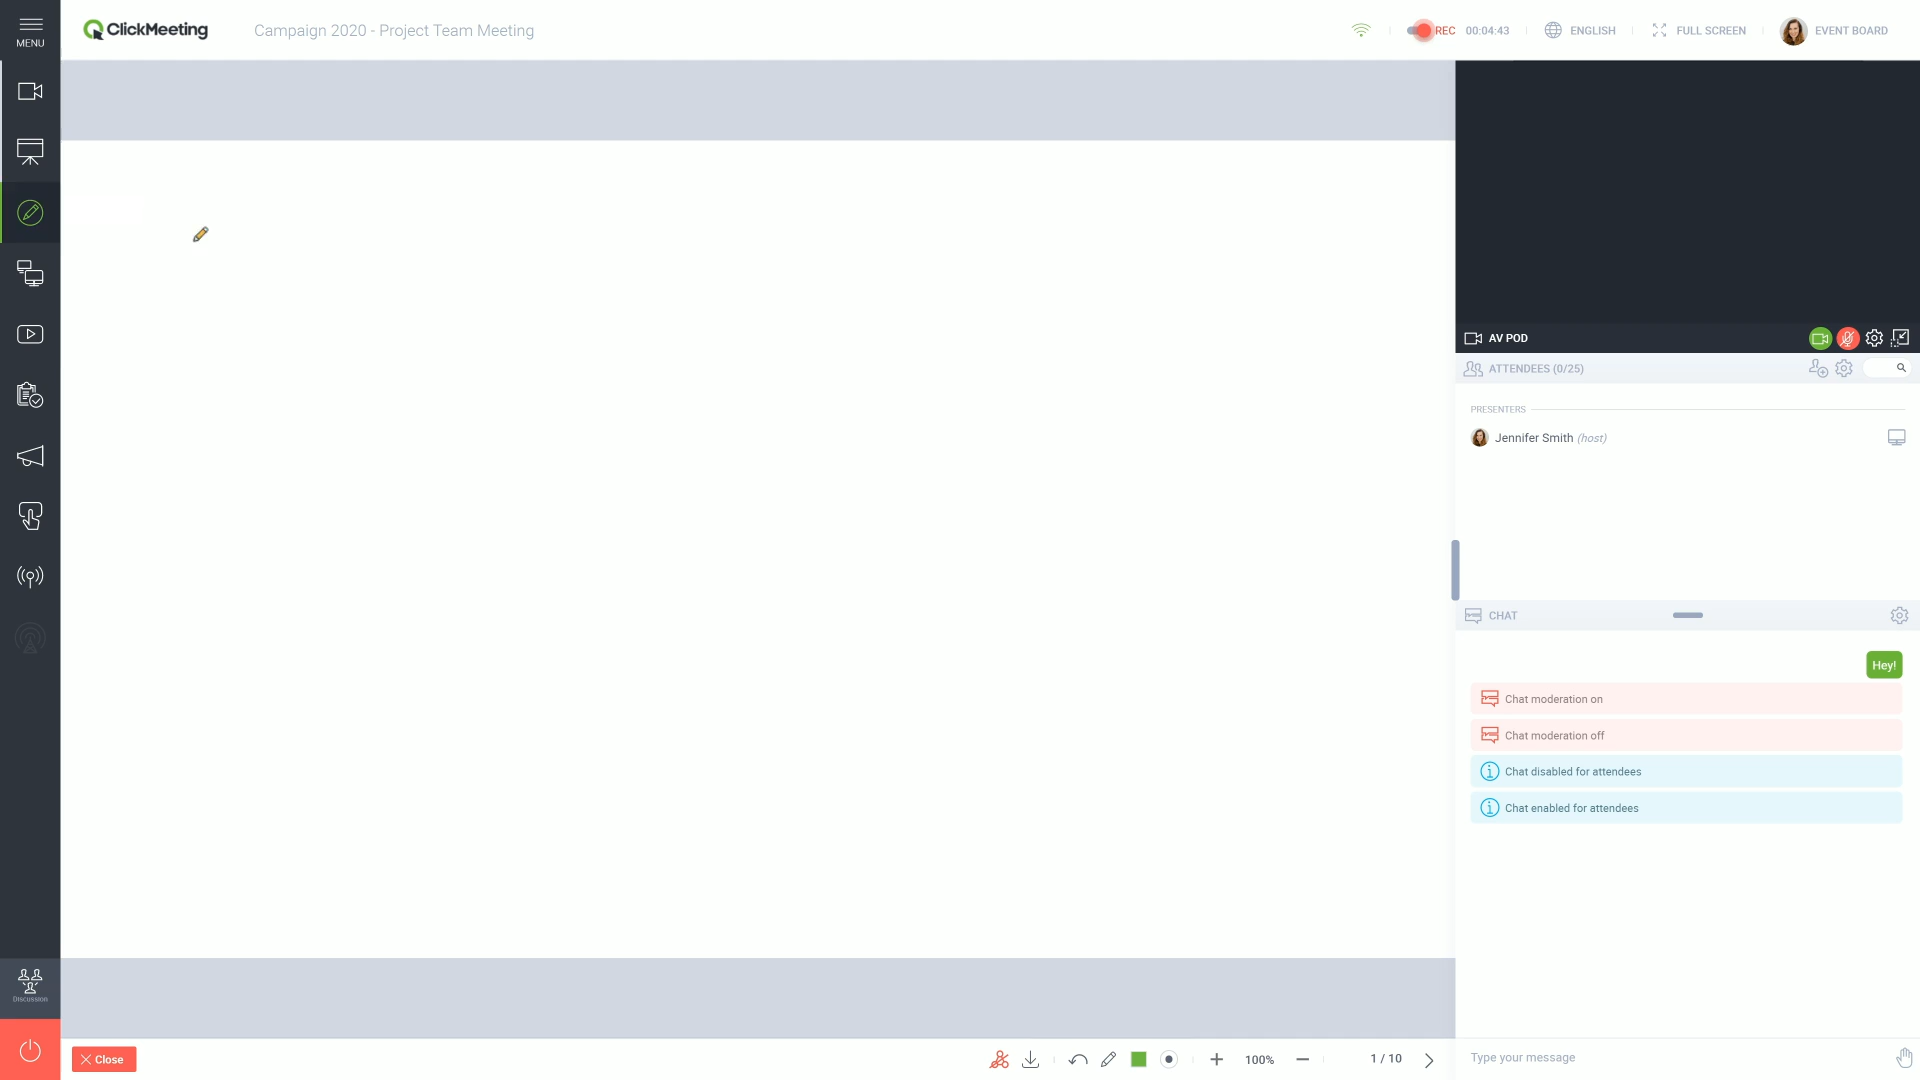 MENU
ClickMeeting
Campaign 2020 - Project Team Meeting
REC 00:04:43
ENGLISH
FULL SCREEN
EVENT BOARD
AV POD
ATTENDEES (0/25)
PRESENTERS
Jennifer Smith (host)
CHAT
Hey!
Chat moderation on
Chat moderation off
Chat disabled for attendees
Chat enabled for attendees
Discussion
Close
100%
1 / 10
Type your message